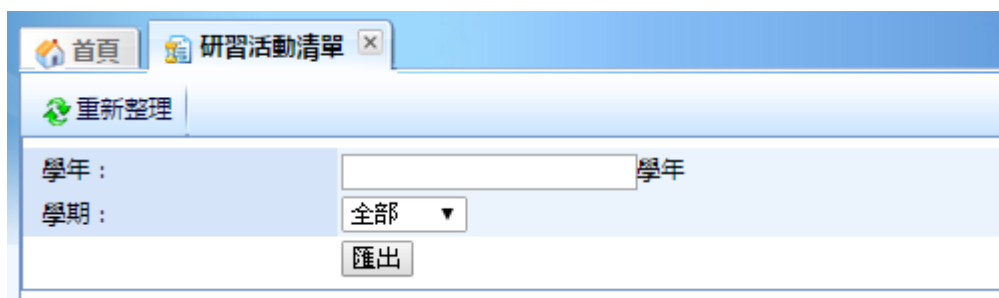 首頁 研習活動清單
重新整理
學年： 學年
學期： 全部
匯出